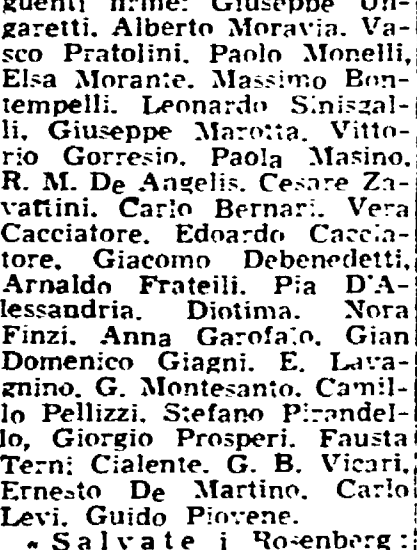 guenti firme: Giuseppe Un-
garetti. Alberto Moravia. Va-
sco Pratolini. Paolo Monelli,
Elsa Morante. Massimo Bon-
tempelli. Leonardo Sinisgal-
li, Giuseppe Marotta. Vitto-
rio Gorresio. Paola Masino.
R. M. De Angelis. Cesare Za-
vattini. Carlo Bernari. Vera
Cacciatore. Edoardo Caccia-
tore, Giacomo Debenedetti,
Arnaldo Frateili. Pia D'A-
lessandria. Diotima. Nora
Finzi. Anna Garofalo. Gian
Domenico Giagni. E. Lava-
gnino. G. Montesanto. Camil-
lo Pellizzi. Stefano Pirandel-
lo, Giorgio Prosperi. Fausta
Terni Cialente. G. B. Vicari,
Ernesto De Martino. Carlo
Levi. Guido Piovene.
« Salvate i Rosenberg: